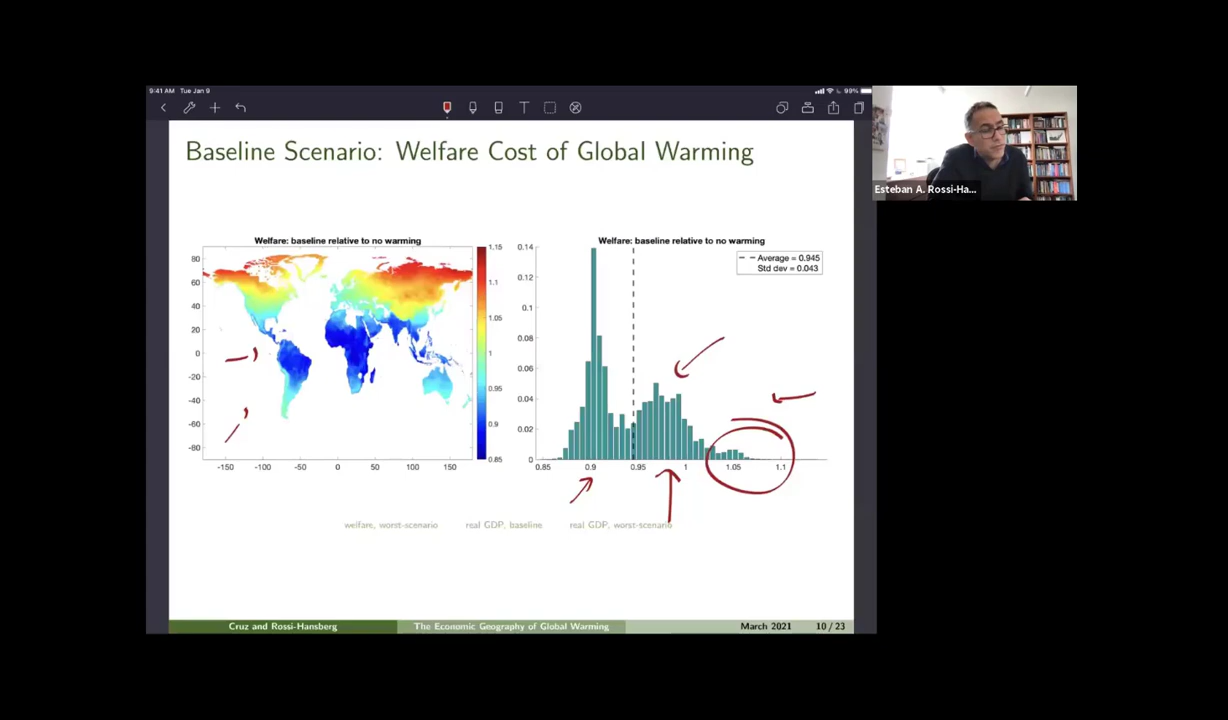 9:41 AM Tue Jan 9
99%
T
Baseline Scenario: Welfare Cost of Global Warming
Esteban A. Rossi-Ha...
Welfare: baseline relative to no warming
80
60
40
20
0
-20
-40
-60
-80
-150 -100 -50 0 50 100 150
1.15
1.1
1.05
1
0.95
0.9
0.85
Welfare: baseline relative to no warming
Average = 0.945
Std dev = 0.043
0.14
0.12
0.1
0.08
0.06
0.04
0.02
0
0.85 0.9 0.95 1 1.05 1.1
welfare, worst-scenario real GDP, baseline real GDP, worst-scenario
Cruz and Rossi-Hansberg The Economic Geography of Global Warming March 2021 10 / 23